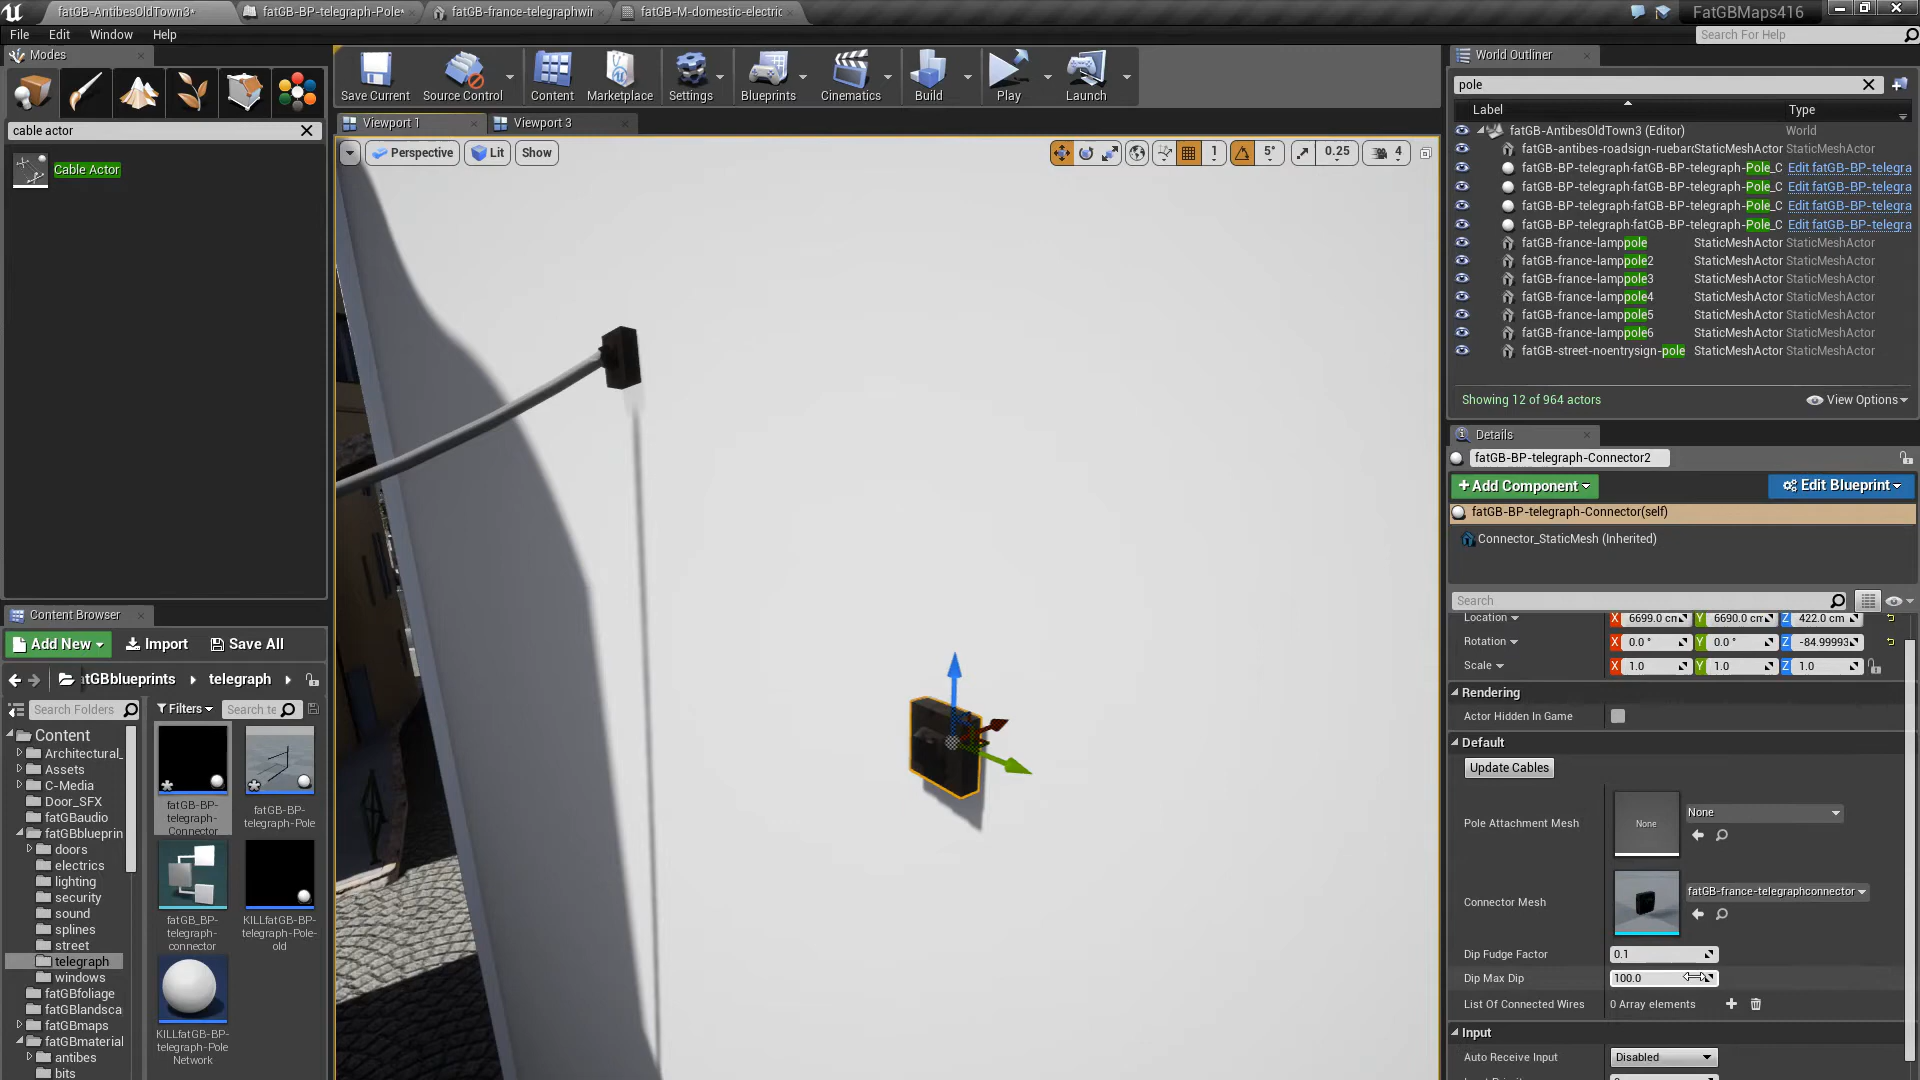 fatGB-AntibesOldTown3*
fatGB-BP-telegraph-Pole*
fatGB-france-telegraphwir
fatGB-M-domestic-electric
FatGBMaps416
File Edit Window Help
Search For Help
Modes
cable actor
Cable Actor
Save Current
Source Control
Content
Marketplace
Settings
Blueprints
Cinematics
Build
Play
Launch
Viewport 1
Viewport 3
Perspective
Lit
Show
1
5°
0.25
4
World Outliner
pole
Label
Type
fatGB-AntibesOldTown3 (Editor) World
fatGB-antibes-roadsign-ruebar StaticMeshActor StaticMeshActor
fatGB-BP-telegraph-fatGB-BP-telegraph-Pole_C Edit fatGB-BP-telegra
fatGB-BP-telegraph-fatGB-BP-telegraph-Pole_C Edit fatGB-BP-telegra
fatGB-BP-telegraph-fatGB-BP-telegraph-Pole_C Edit fatGB-BP-telegra
fatGB-BP-telegraph-fatGB-BP-telegraph-Pole_C Edit fatGB-BP-telegra
fatGB-france-lamppole StaticMeshActor StaticMeshActor
fatGB-france-lamppole2 StaticMeshActor StaticMeshActor
fatGB-france-lamppole3 StaticMeshActor StaticMeshActor
fatGB-france-lamppole4 StaticMeshActor StaticMeshActor
fatGB-france-lamppole5 StaticMeshActor StaticMeshActor
fatGB-france-lamppole6 StaticMeshActor StaticMeshActor
fatGB-street-noentrysign-pole StaticMeshActor StaticMeshActor
Showing 12 of 964 actors
View Options
Details
fatGB-BP-telegraph-Connector2
+Add Component
Edit Blueprint
fatGB-BP-telegraph-Connector(self)
Connector_StaticMesh (Inherited)
Search
Location X 6699.0 cm Y 6690.0 cm Z 422.0 cm
Rotation X 0.0 ° Y 0.0 ° Z -84.99993
Scale X 1.0 Y 1.0 Z 1.0
Rendering
Actor Hidden In Game
Default
Update Cables
Pole Attachment Mesh
None
None
Connector Mesh
fatGB-france-telegraphconnector
Dip Fudge Factor 0.1
Dip Max Dip 100.0
List Of Connected Wires 0 Array elements
Input
Auto Receive Input Disabled
Content Browser
Add New
Import
Save All
tGBblueprints
telegraph
Search Folders
Filters
Search te
Content
Architectural_
Assets
C-Media
Door_SFX
fatGBaudio
fatGBblueprin
doors
electrics
lighting
security
sound
splines
street
telegraph
windows
fatGBfoliage
fatGBlandsca
fatGBmaps
fatGBmaterial
antibes
bits
fatGB-BP-
telegraph-
Connector
fatGB-BP-
telegraph-Pole
fatGB_BP-
telegraph-
connector
KILLfatGB-BP-
telegraph-Pole-
old
KILLfatGB-BP-
telegraph-Pole
Network